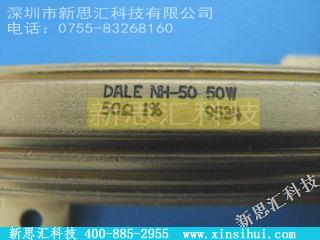 深圳市新思汇科技有限公司
电话：0755-83268160
DALE NH-50 50W
50Ω 1% 9534
新思汇科技
新思汇科技
新思汇科技 400-885-2955 www.xinsihui.com